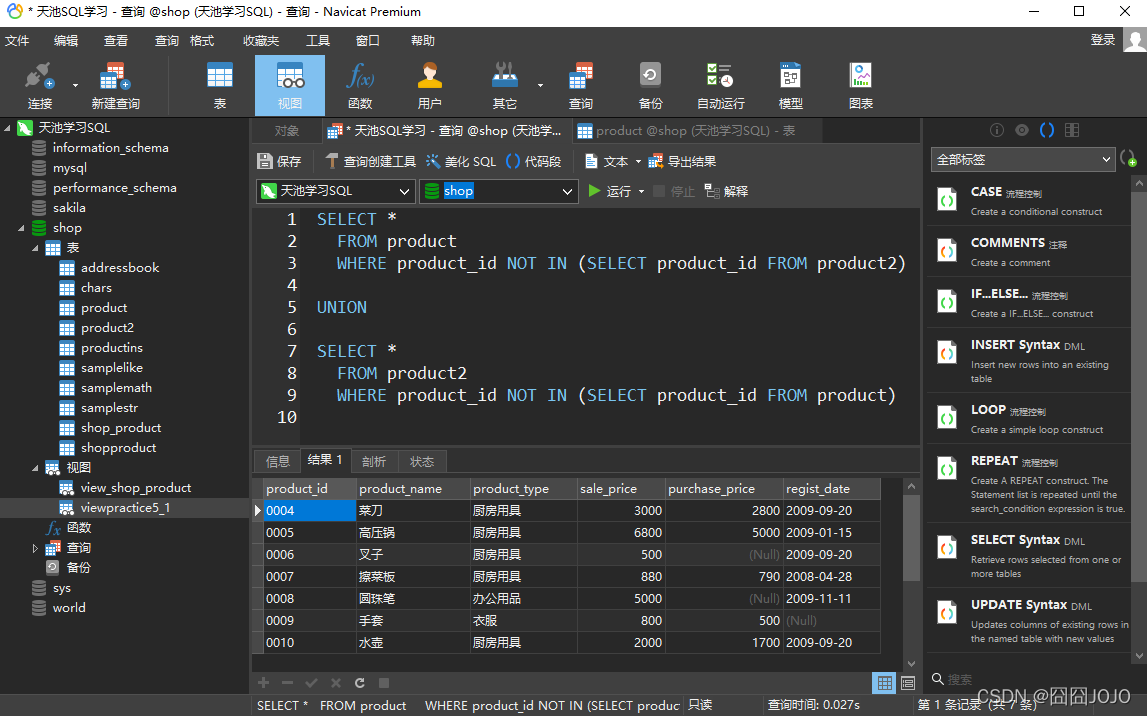 * 天池学习SQL - 查询 @shop (天池学习SQL) - 查询 - Navicat Premium
文件 编辑 查看 查询 格式 收藏夹 工具 窗口 帮助 登录
连接 新建查询 表 视图 函数 用户 其它 查询 备份 自动运行 模型 图表
天池学习SQL
information_schema
mysql
performance_schema
sakila
shop
表
addressbook
chars
product
product2
productins
samplelike
samplemath
samplestr
shop_product
shopproduct
视图
view_shop_product
viewpractice5_1
函数
查询
备份
sys
world
对象 * 天池学习SQL - 查询 @shop (天池学... product @shop (天池学习SQL) - 表
保存 查询创建工具 美化 SQL 代码段 文本 导出结果
天池学习SQL shop 运行 停止 解释
1 SELECT *
2 FROM product
3 WHERE product_id NOT IN (SELECT product_id FROM product2)
4
5 UNION
6
7 SELECT *
8 FROM product2
9 WHERE product_id NOT IN (SELECT product_id FROM product)
10
信息 结果 1 剖析 状态
product_id product_name product_type sale_price purchase_price regist_date
0004 菜刀 厨房用具 3000 2800 2009-09-20
0005 高压锅 厨房用具 6800 5000 2009-01-15
0006 叉子 厨房用具 500 (Null) 2009-09-20
0007 擦菜板 厨房用具 880 790 2008-04-28
0008 圆珠笔 办公用品 5000 (Null) 2009-11-11
0009 手套 衣服 800 500 (Null)
0010 水壶 厨房用具 2000 1700 2009-09-20
SELECT * FROM product WHERE product_id NOT IN (SELECT produc 只读 查询时间: 0.027s 第 1 条记录 (共 7 条)
全部标签
CASE 流程控制
Create a conditional construct
COMMENTS 注释
Create a comment
IF...ELSE... 流程控制
Create a IF...ELSE... construct
INSERT Syntax DML
Insert new rows into an existing
table
LOOP 流程控制
Create a simple loop construct
REPEAT 流程控制
Create A REPEAT construct. The
Statement list is repeated until the
search_condition expression is true.
SELECT Syntax DML
Retrieve rows selected from one or
more tables
UPDATE Syntax DML
Updates columns of existing rows in
the named table with new values
搜索
CSDN @囧囧JOJO